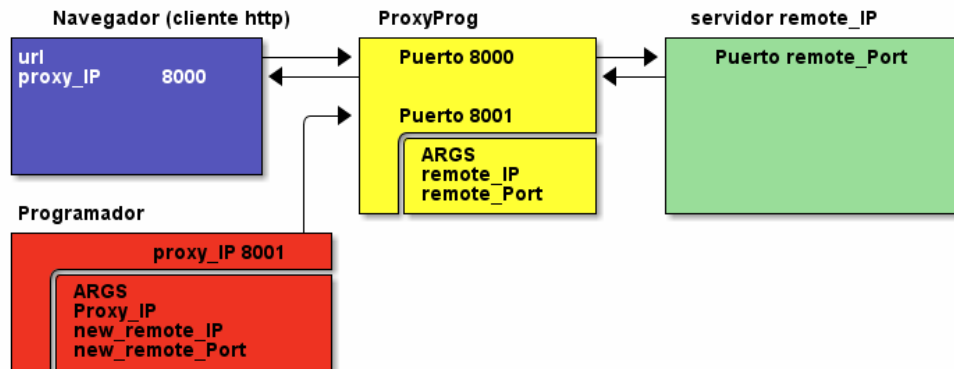 Navegador (cliente http)
url
proxy_IP 8000
ProxyProg
Puerto 8000
Puerto 8001
ARGS
remote_IP
remote_Port
servidor remote_IP
Puerto remote_Port
Programador
proxy_IP 8001
ARGS
Proxy_IP
new_remote_IP
new_remote_Port